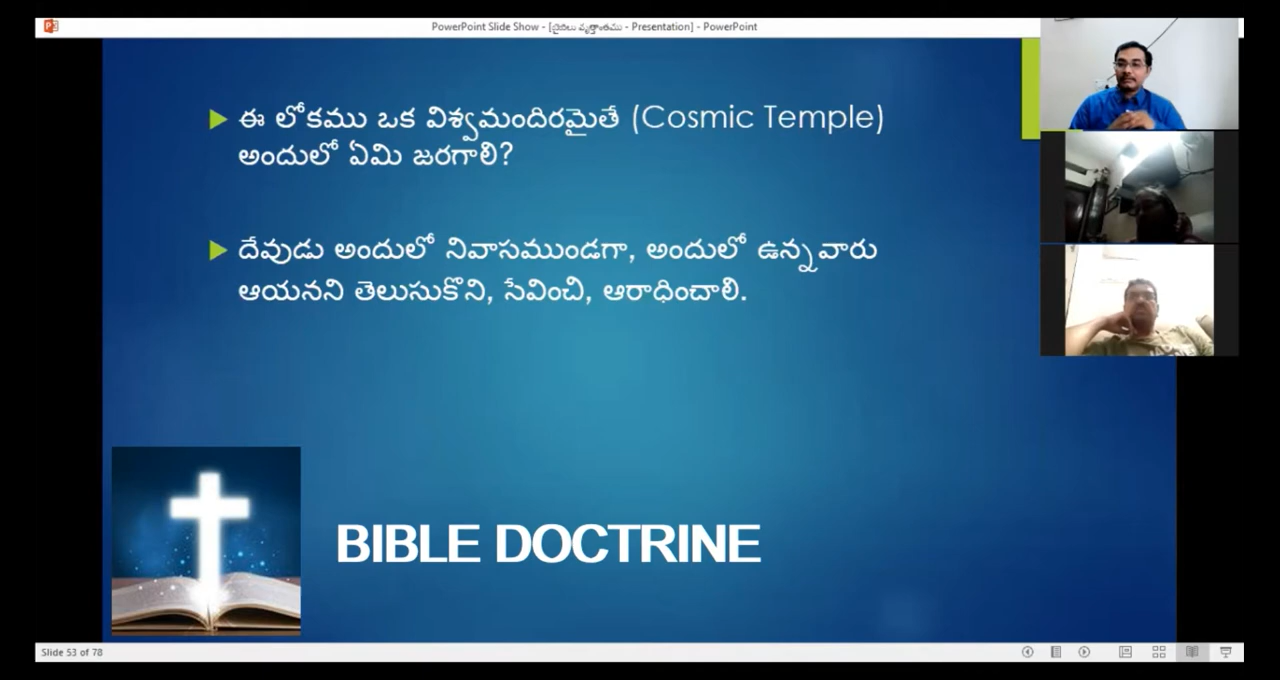 PowerPoint Slide Show - [బైబిలు వృత్తాంతము - Presentation] - PowerPoint
ఈ లోకము ఒక విశ్వమందిరమైతే (Cosmic Temple)
అందులో ఏమి జరగాలి?
దేవుడు అందులో నివాసముండగా, అందులో ఉన్నవారు
ఆయనని తెలుసుకొని, సేవించి, ఆరాధించాలి.
BIBLE DOCTRINE
Slide 53 of 78